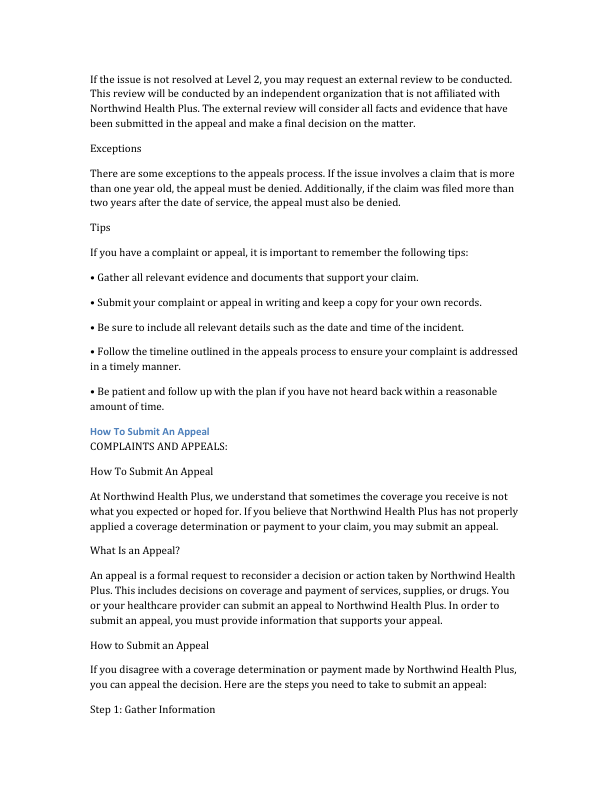 If the issue is not resolved at Level 2, you may request an external review to be conducted.
This review will be conducted by an independent organization that is not affiliated with
Northwind Health Plus. The external review will consider all facts and evidence that have
been submitted in the appeal and make a final decision on the matter.
Exceptions
There are some exceptions to the appeals process. If the issue involves a claim that is more
than one year old, the appeal must be denied. Additionally, if the claim was filed more than
two years after the date of service, the appeal must also be denied.
Tips
If you have a complaint or appeal, it is important to remember the following tips:
• Gather all relevant evidence and documents that support your claim.
• Submit your complaint or appeal in writing and keep a copy for your own records.
• Be sure to include all relevant details such as the date and time of the incident.
• Follow the timeline outlined in the appeals process to ensure your complaint is addressed
in a timely manner.
• Be patient and follow up with the plan if you have not heard back within a reasonable
amount of time.
How To Submit An Appeal
COMPLAINTS AND APPEALS:
How To Submit An Appeal
At Northwind Health Plus, we understand that sometimes the coverage you receive is not
what you expected or hoped for. If you believe that Northwind Health Plus has not properly
applied a coverage determination or payment to your claim, you may submit an appeal.
What Is an Appeal?
An appeal is a formal request to reconsider a decision or action taken by Northwind Health
Plus. This includes decisions on coverage and payment of services, supplies, or drugs. You
or your healthcare provider can submit an appeal to Northwind Health Plus. In order to
submit an appeal, you must provide information that supports your appeal.
How to Submit an Appeal
If you disagree with a coverage determination or payment made by Northwind Health Plus,
you can appeal the decision. Here are the steps you need to take to submit an appeal:
Step 1: Gather Information